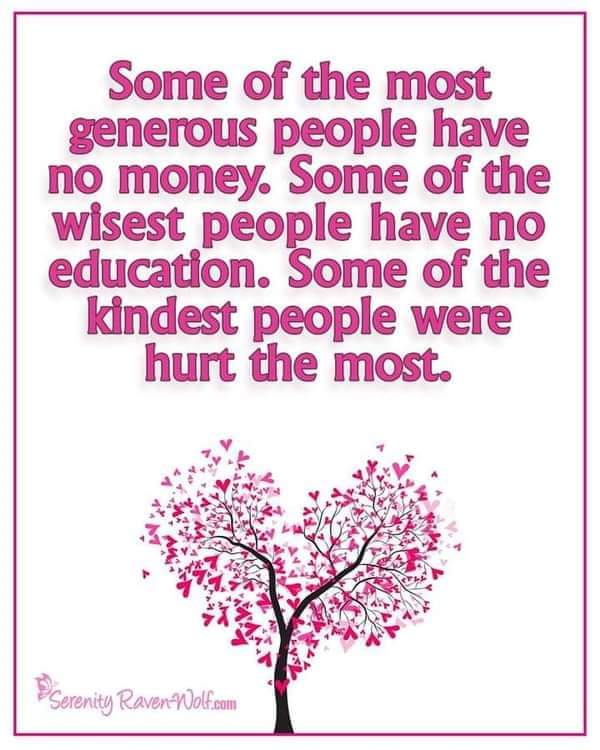 Some of the most
generous people have
no money. Some of the
wisest people have no
education. Some of the
kindest people were
hurt the most.
Serenity Raven-Wolf.com